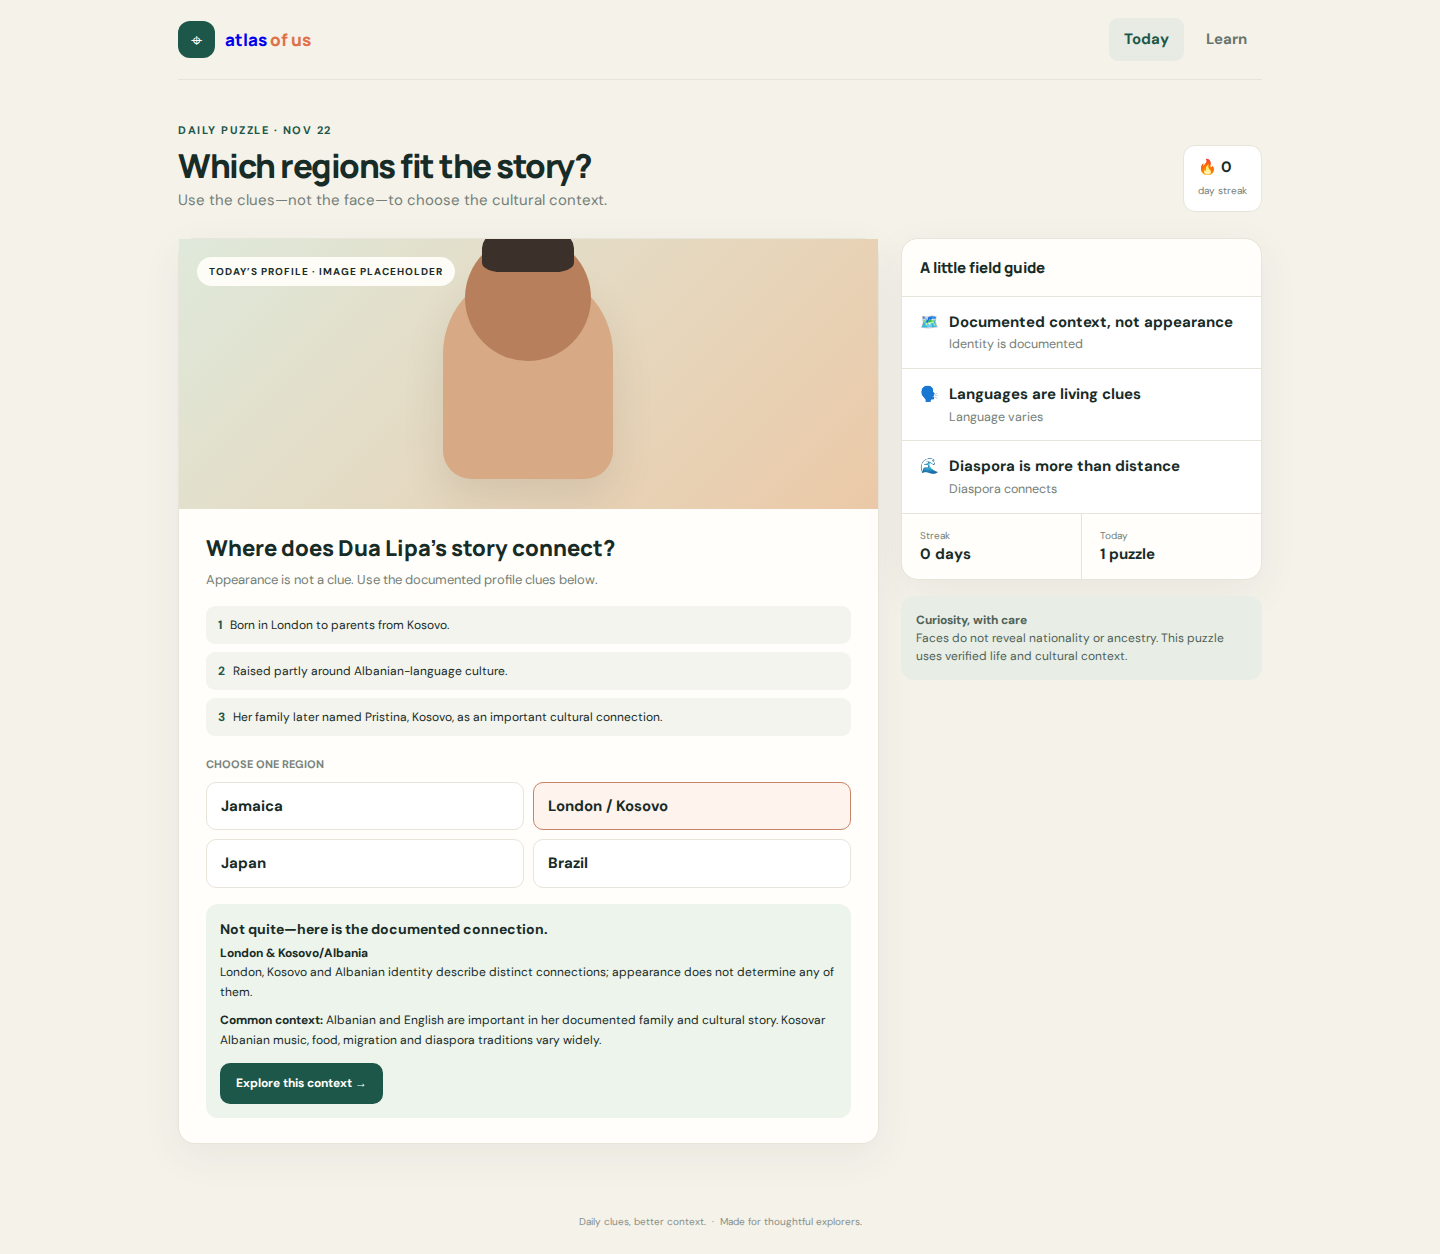 atlas of us
Today
Learn
DAILY PUZZLE · NOV 22
Which regions fit the story?
Use the clues—not the face—to choose the cultural context.
🔥 0
day streak
TODAY'S PROFILE · IMAGE PLACEHOLDER
Where does Dua Lipa's story connect?
Appearance is not a clue. Use the documented profile clues below.
1 Born in London to parents from Kosovo.
2 Raised partly around Albanian-language culture.
3 Her family later named Pristina, Kosovo, as an important cultural connection.
CHOOSE ONE REGION
Jamaica
London / Kosovo
Japan
Brazil
Not quite—here is the documented connection.
London & Kosovo/Albania
London, Kosovo and Albanian identity describe distinct connections; appearance does not determine any of
them.
Common context: Albanian and English are important in her documented family and cultural story. Kosovar
Albanian music, food, migration and diaspora traditions vary widely.
Explore this context →
A little field guide
Documented context, not appearance
Identity is documented
Languages are living clues
Language varies
Diaspora is more than distance
Diaspora connects
Streak
0 days
Today
1 puzzle
Curiosity, with care
Faces do not reveal nationality or ancestry. This puzzle
uses verified life and cultural context.
Daily clues, better context. · Made for thoughtful explorers.